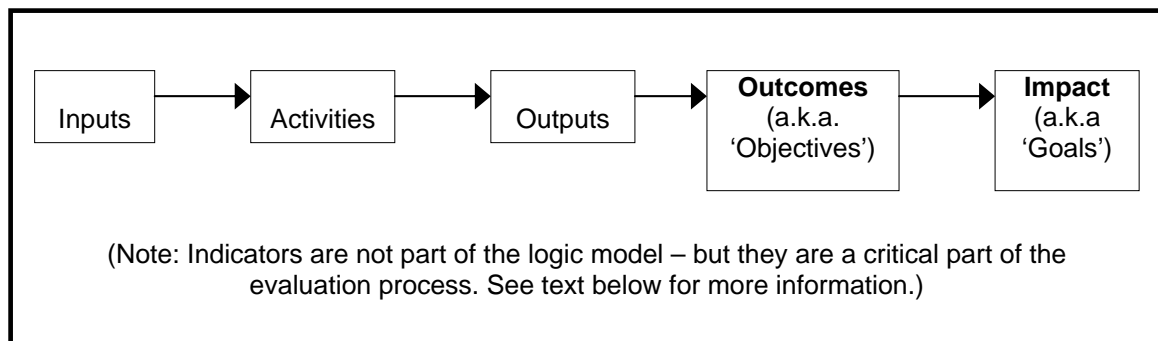 Inputs
Activities
Outputs
Outcomes
(a.k.a.
‘Objectives’)
Impact
(a.k.a
‘Goals’)
(Note: Indicators are not part of the logic model – but they are a critical part of the
evaluation process. See text below for more information.)